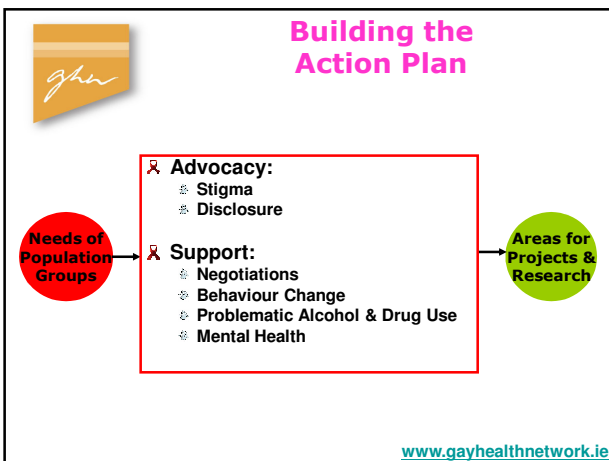 ghn
Building the
Action Plan
Advocacy:
Stigma
Disclosure
Needs of
Population
Groups
Support:
Negotiations
Behaviour Change
Problematic Alcohol & Drug Use
Mental Health
Areas for
Projects &
Research
www.gayhealthnetwork.ie